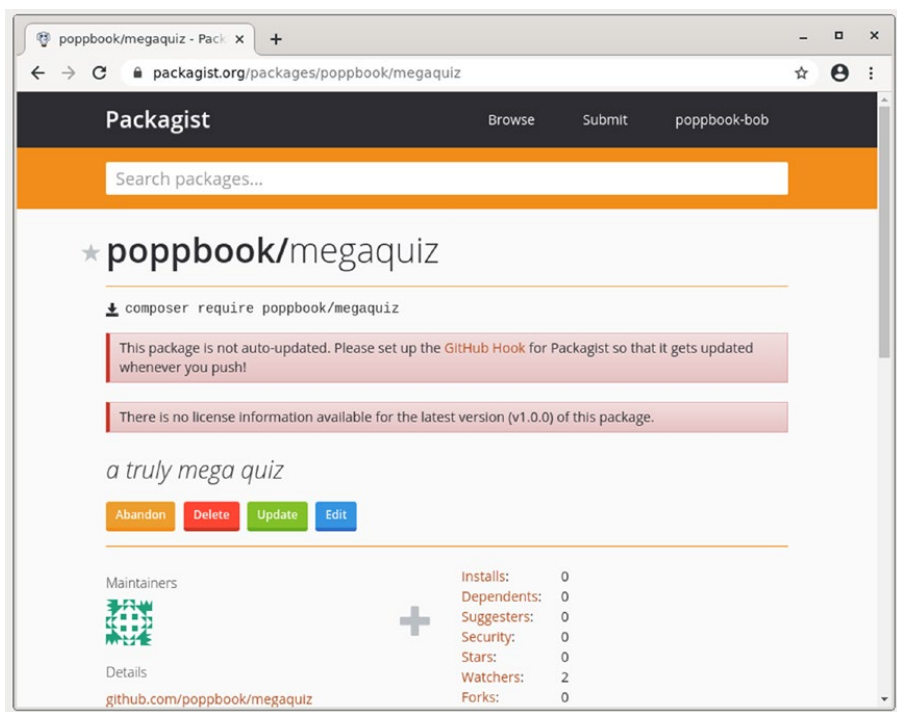 poppbook/megaquiz - Pack
packagist.org/packages/poppbook/megaquiz
Packagist
Browse
Submit
poppbook-bob
Search packages...
poppbook/megaquiz
composer require poppbook/megaquiz
This package is not auto-updated. Please set up the GitHub Hook for Packagist so that it gets updated
whenever you push!
There is no license information available for the latest version (v1.0.0) of this package.
a truly mega quiz
Abandon
Delete
Update
Edit
Maintainers
Details
github.com/poppbook/megaquiz
Installs: 0
Dependents: 0
Suggesters: 0
Security: 0
Stars: 0
Watchers: 2
Forks: 0